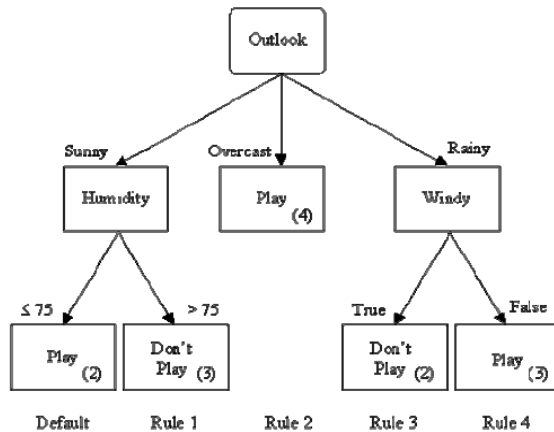 Outlook
Sunny
Overcast
Rainy
Humidity
Play
(4)
Windy
≤ 75
> 75
True
False
Play
(2)
Don't
Play (3)
Don't
Play (2)
Play
(3)
Default
Rule 1
Rule 2
Rule 3
Rule 4